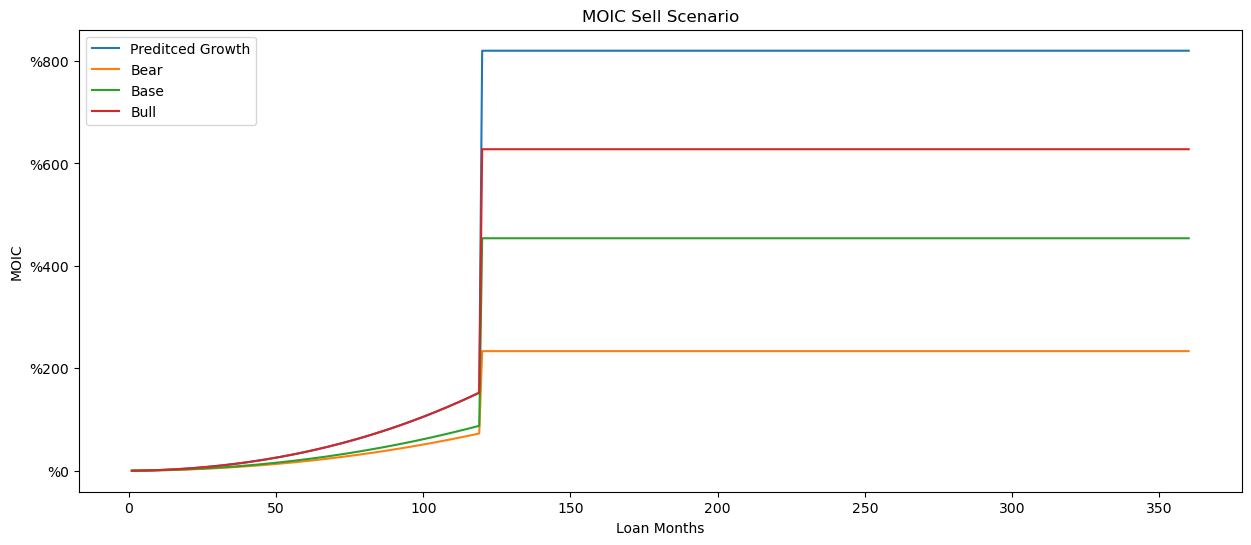 MOIC Sell Scenario
Preditced Growth
Bear
Base
Bull
%800
%600
%400
%200
%0
MOIC
0 50 100 150 200 250 300 350
Loan Months